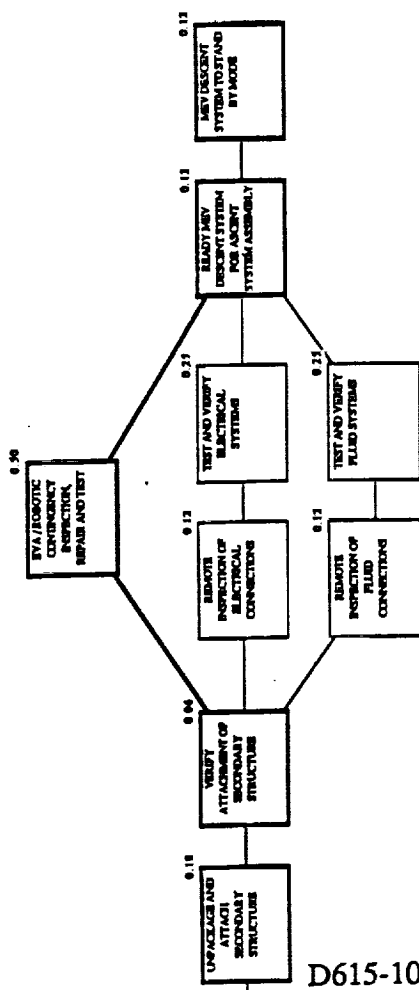 0.18
UNPACKAGE AND
ATTACH
SECONDARY
STRUCTURE
0.06
VERIFY
ATTACHMENT OF
SECONDARY
STRUCTURE
0.50
EVA / ROBOTIC
CONTINGENCY
INSPECTION,
REPAIR AND TEST
0.12
REMOTE
INSPECTION OF
ELECTRICAL
CONNECTIONS
0.25
TEST AND VERIFY
ELECTRICAL
SYSTEMS
0.12
REMOTE
INSPECTION OF
FLUID
CONNECTIONS
0.25
TEST AND VERIFY
FLUID SYSTEMS
0.12
READY MEV
DESCENT SYSTEM
FOR ASCENT
SYSTEM ASSEMBLY
0.12
MEV DESCENT
SYSTEM TO STAND
BY MODE
D615-10